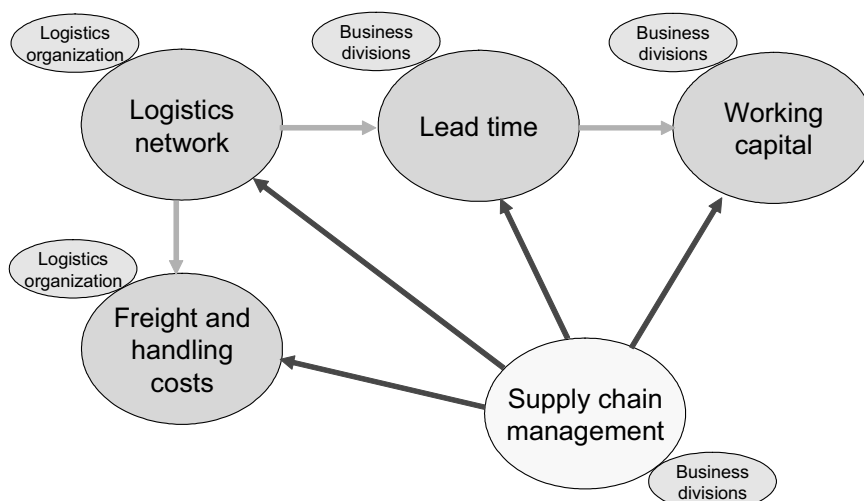 Logistics
organization
Business
divisions
Business
divisions
Logistics
network
Lead time
Working
capital
Logistics
organization
Freight and
handling
costs
Supply chain
management
Business
divisions